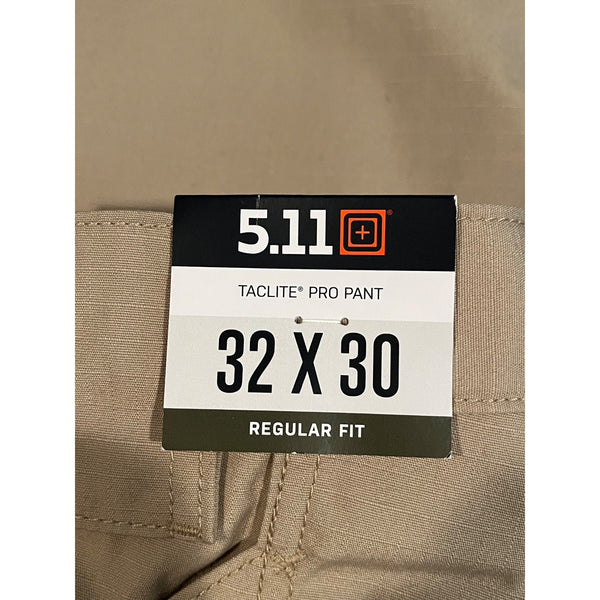 5.11®
TACLITE® PRO PANT
32 X 30
REGULAR FIT